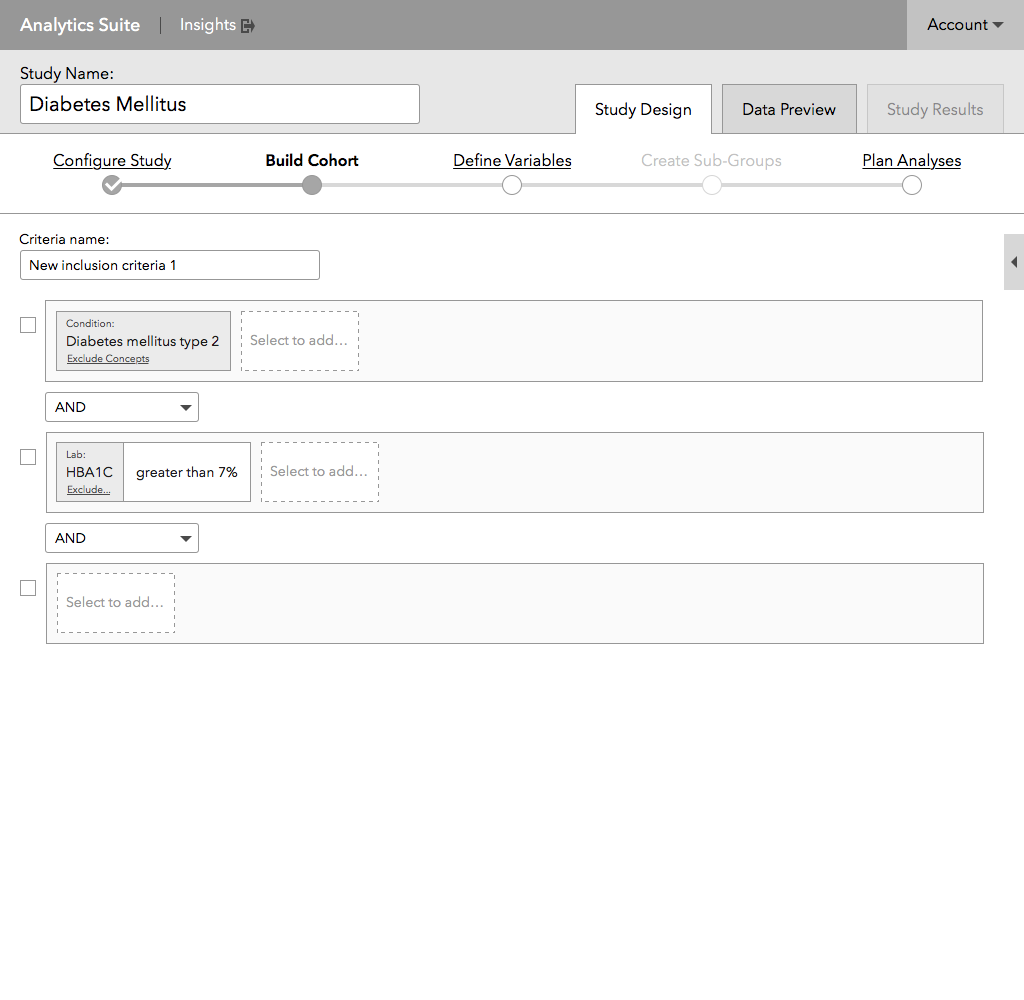 Analytics Suite | Insights
Account
Study Name:
Diabetes Mellitus
Study Design
Data Preview
Study Results
Configure Study
Build Cohort
Define Variables
Create Sub-Groups
Plan Analyses
Criteria name:
New inclusion criteria 1
Condition:
Diabetes mellitus type 2
Exclude Concepts
Select to add...
AND
Lab:
HBA1C
Exclude...
greater than 7%
Select to add...
AND
Select to add...